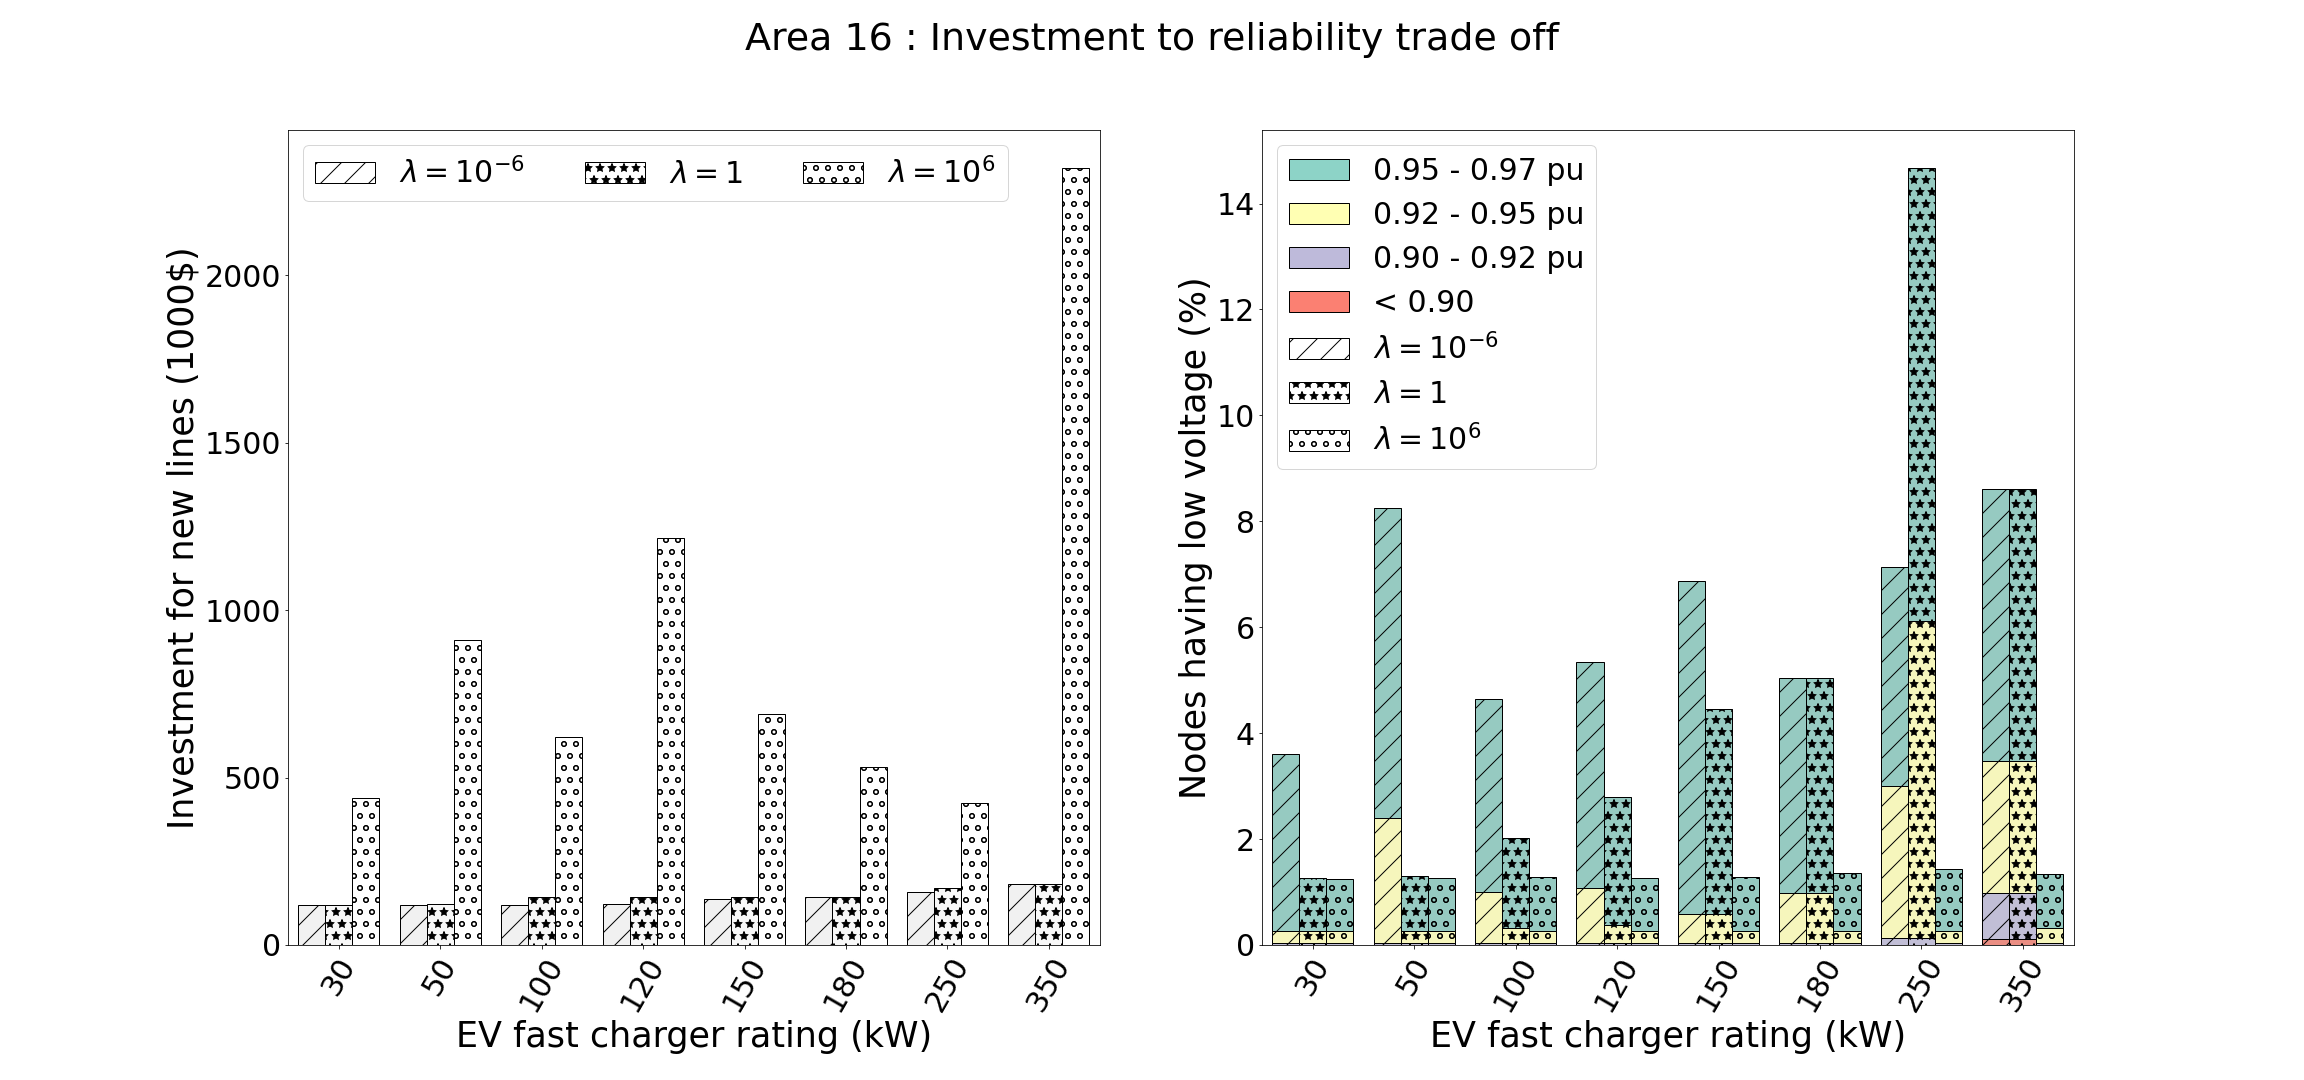 Area 16 : Investment to reliability trade off
λ = 10⁻⁶
λ = 1
λ = 10⁶
Investment for new lines (1000$)
2000
1500
1000
500
0
30
50
100
120
150
180
250
350
EV fast charger rating (kW)
0.95 - 0.97 pu
0.92 - 0.95 pu
0.90 - 0.92 pu
< 0.90
λ = 10⁻⁶
λ = 1
λ = 10⁶
Nodes having low voltage (%)
14
12
10
8
6
4
2
0
30
50
100
120
150
180
250
350
EV fast charger rating (kW)